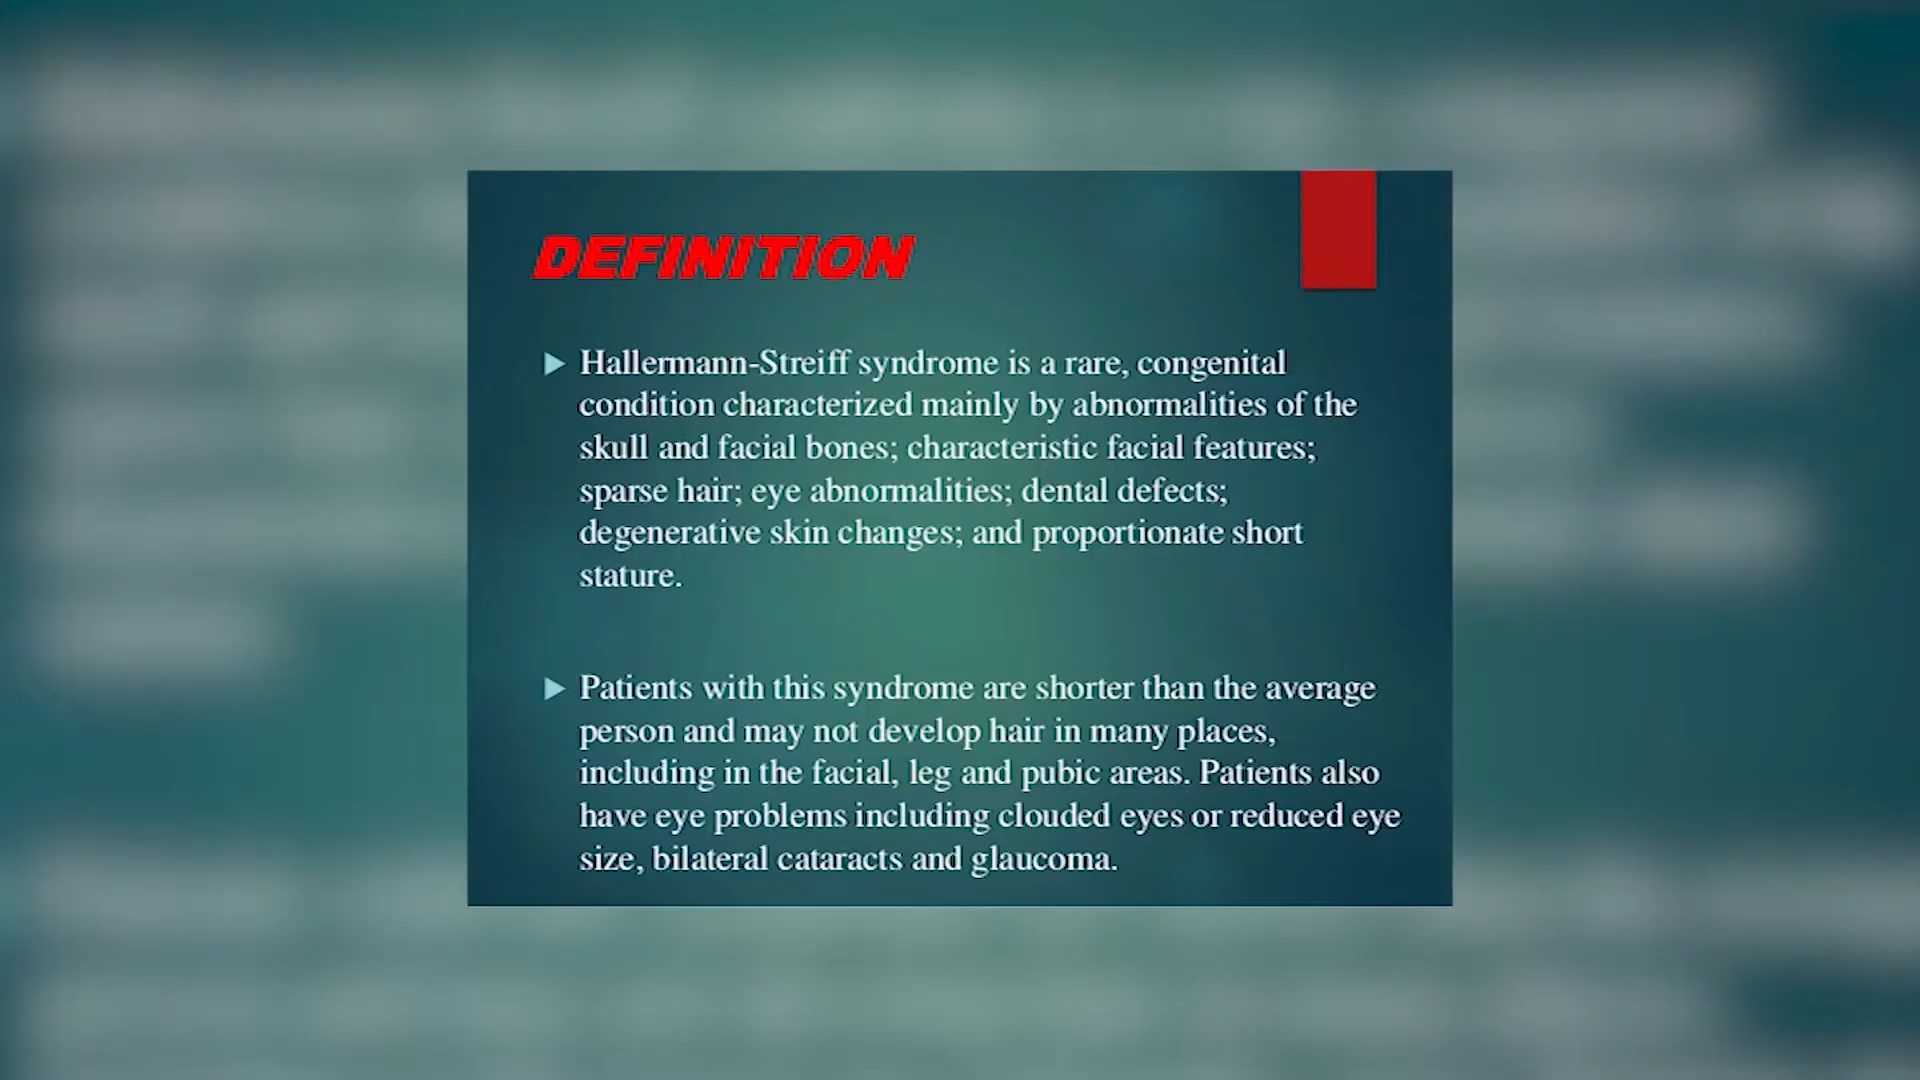 DEFINITION
Hallermann-Streiff syndrome is a rare, congenital
condition characterized mainly by abnormalities of the
skull and facial bones; characteristic facial features;
sparse hair; eye abnormalities; dental defects;
degenerative skin changes; and proportionate short
stature.
Patients with this syndrome are shorter than the average
person and may not develop hair in many places,
including in the facial, leg and pubic areas. Patients also
have eye problems including clouded eyes or reduced eye
size, bilateral cataracts and glaucoma.